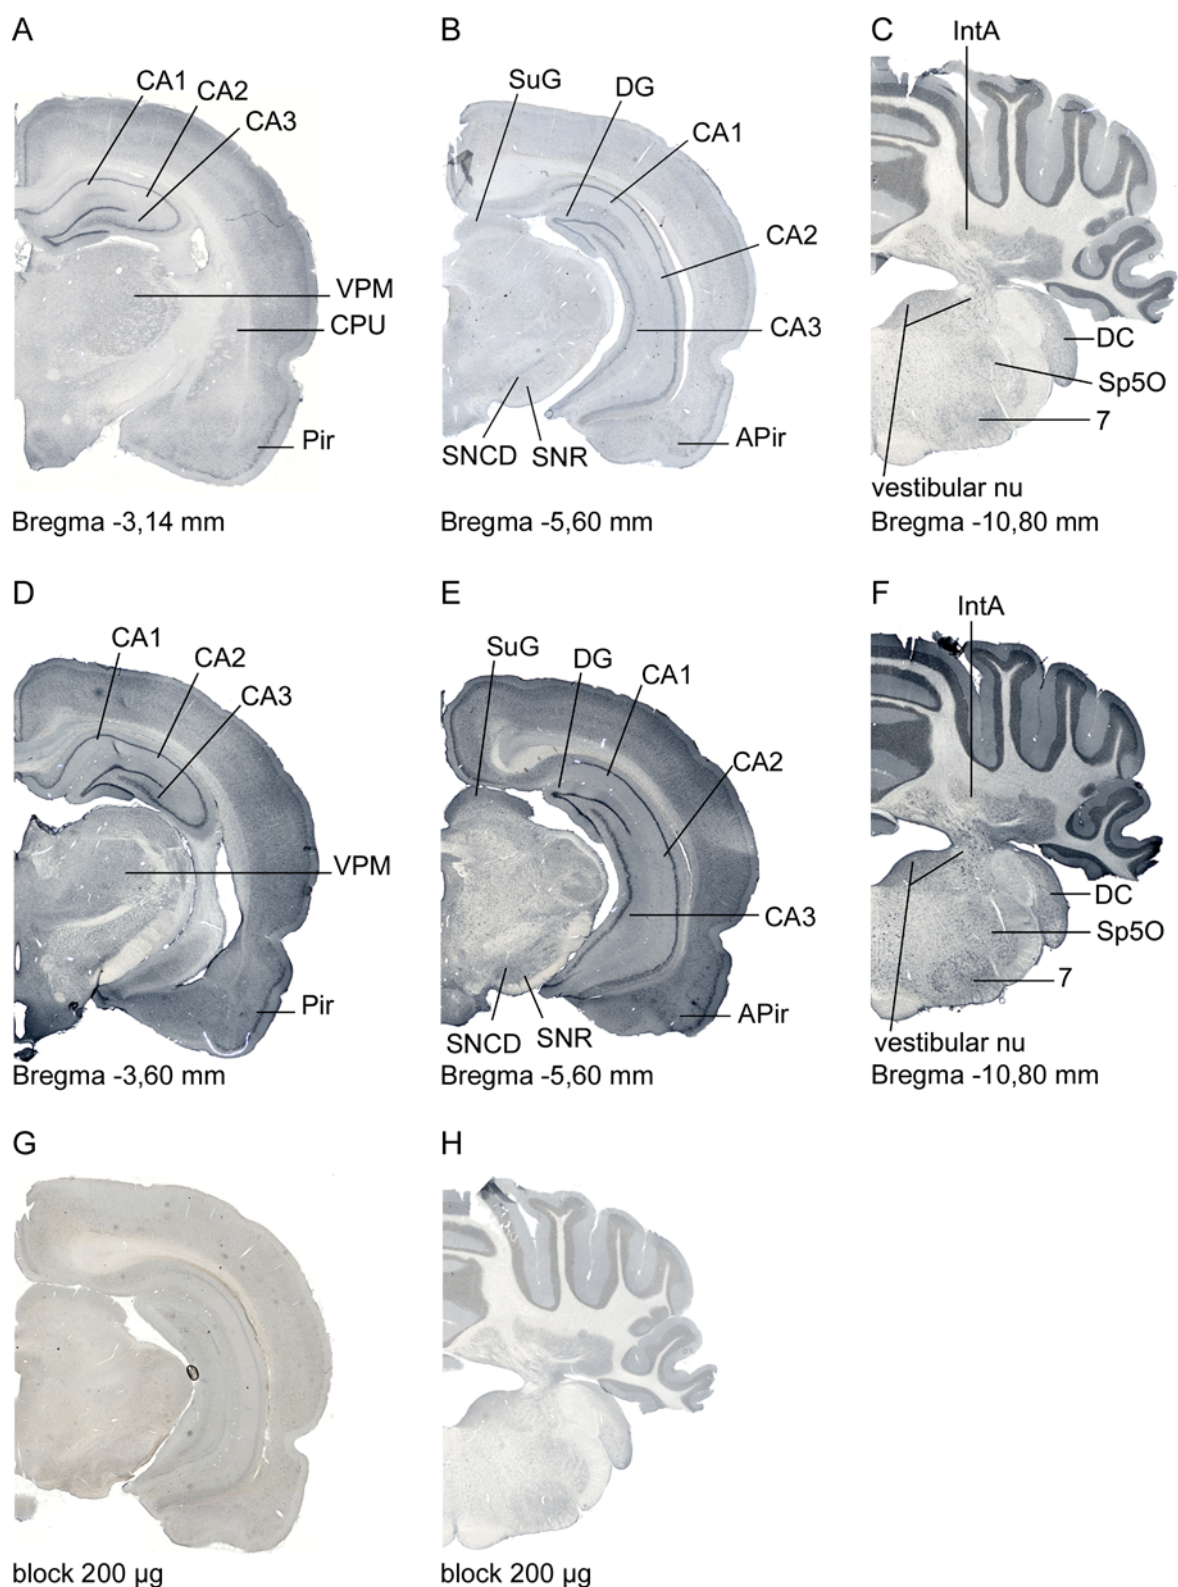 A
CA1
CA2
CA3
VPM
CPU
Pir
Bregma -3,14 mm
B
SuG
DG
CA1
CA2
CA3
SNCD
SNR
APir
Bregma -5,60 mm
C
IntA
DC
Sp5O
7
vestibular nu
Bregma -10,80 mm
D
CA1
CA2
CA3
VPM
Pir
Bregma -3,60 mm
E
SuG
DG
CA1
CA2
CA3
SNCD
SNR
APir
Bregma -5,60 mm
F
IntA
DC
Sp5O
7
vestibular nu
Bregma -10,80 mm
G
block 200 µg
H
block 200 µg